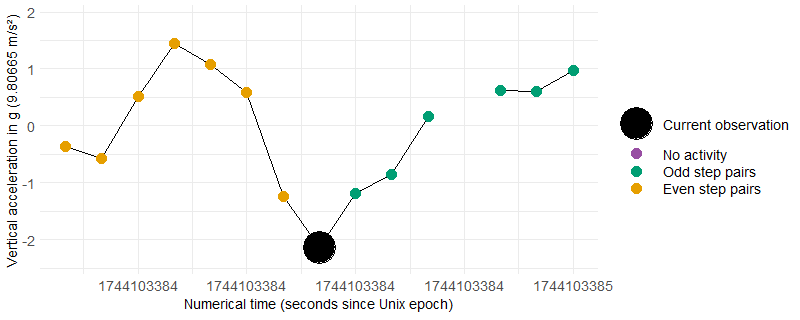 Vertical acceleration in g (9.80665 m/s²)
2
1
0
-1
-2
1744103384 1744103384 1744103384 1744103384 1744103385
Numerical time (seconds since Unix epoch)
Current observation
No activity
Odd step pairs
Even step pairs